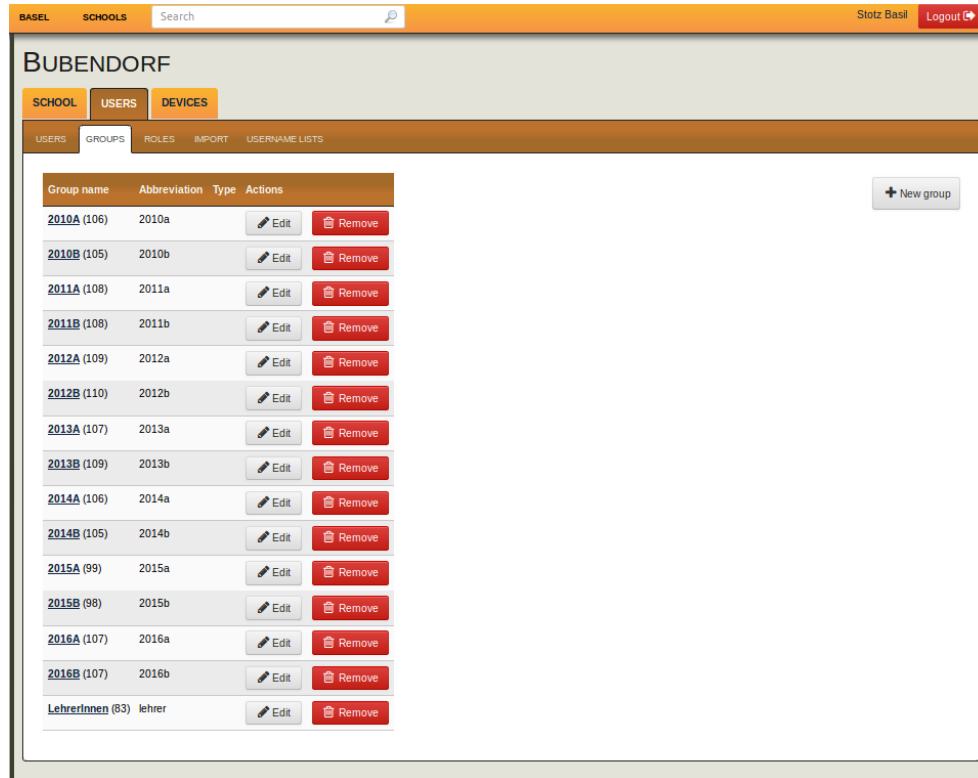 BASEL SCHOOLS Search Stotz Basil Logout
BUBENDORF
SCHOOL USERS DEVICES
USERS GROUPS ROLES IMPORT USERNAME LISTS
Group name Abbreviation Type Actions
New group
2010A (106) 2010a Edit Remove
2010B (105) 2010b Edit Remove
2011A (108) 2011a Edit Remove
2011B (108) 2011b Edit Remove
2012A (109) 2012a Edit Remove
2012B (110) 2012b Edit Remove
2013A (107) 2013a Edit Remove
2013B (109) 2013b Edit Remove
2014A (106) 2014a Edit Remove
2014B (105) 2014b Edit Remove
2015A (99) 2015a Edit Remove
2015B (98) 2015b Edit Remove
2016A (107) 2016a Edit Remove
2016B (107) 2016b Edit Remove
LehrerInnen (83) lehrer Edit Remove